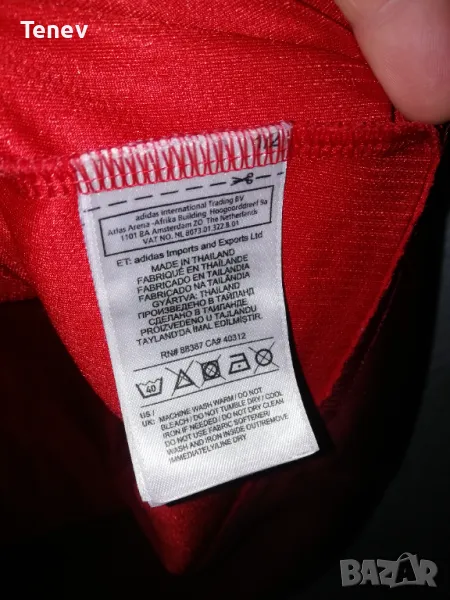 Tenev
adidas International Trading BV
Atlas Arena -Afrika Building Hoogoorddreef 9a
1101 BA Amsterdam ZO The Netherlands
VAT NO. NL 8073.01.322.B.01
ET: adidas Imports and Exports Ltd
MADE IN THAILAND
FABRIQUÉ EN THAÏLANDE
FABRICADO EN TAILANDIA
FABRICADO NA TAILÂNDIA
GYÁRTVA: THAILAND
ПРОИЗВЕДЕНО В ТАЙЛАНД
СДЕЛАНО В ТАИЛАНДЕ
PROIZVEDENO U TAJLANDU
TAYLAND'DA İMAL EDİLMİŞTİR.
RN# 88387 CA# 40312
40
US / UK: MACHINE WASH WARM / DO NOT
BLEACH / DO NOT TUMBLE DRY / COOL
IRON IF NEEDED / DO NOT DRY CLEAN
DO NOT USE FABRIC SOFTENER/
WASH AND IRON INSIDE OUT/REMOVE
IMMEDIATELY/LINE DRY
BAZAR